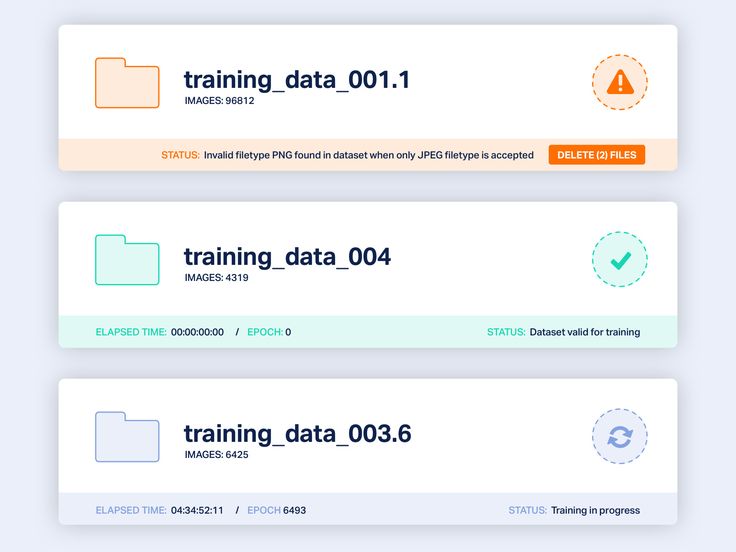 training_data_001.1
IMAGES: 96812
STATUS: Invalid filetype PNG found in dataset when only JPEG filetype is accepted DELETE (2) FILES
training_data_004
IMAGES: 4319
ELAPSED TIME: 00:00:00:00 / EPOCH: 0 STATUS: Dataset valid for training
training_data_003.6
IMAGES: 6425
ELAPSED TIME: 04:34:52:11 / EPOCH 6493 STATUS: Training in progress